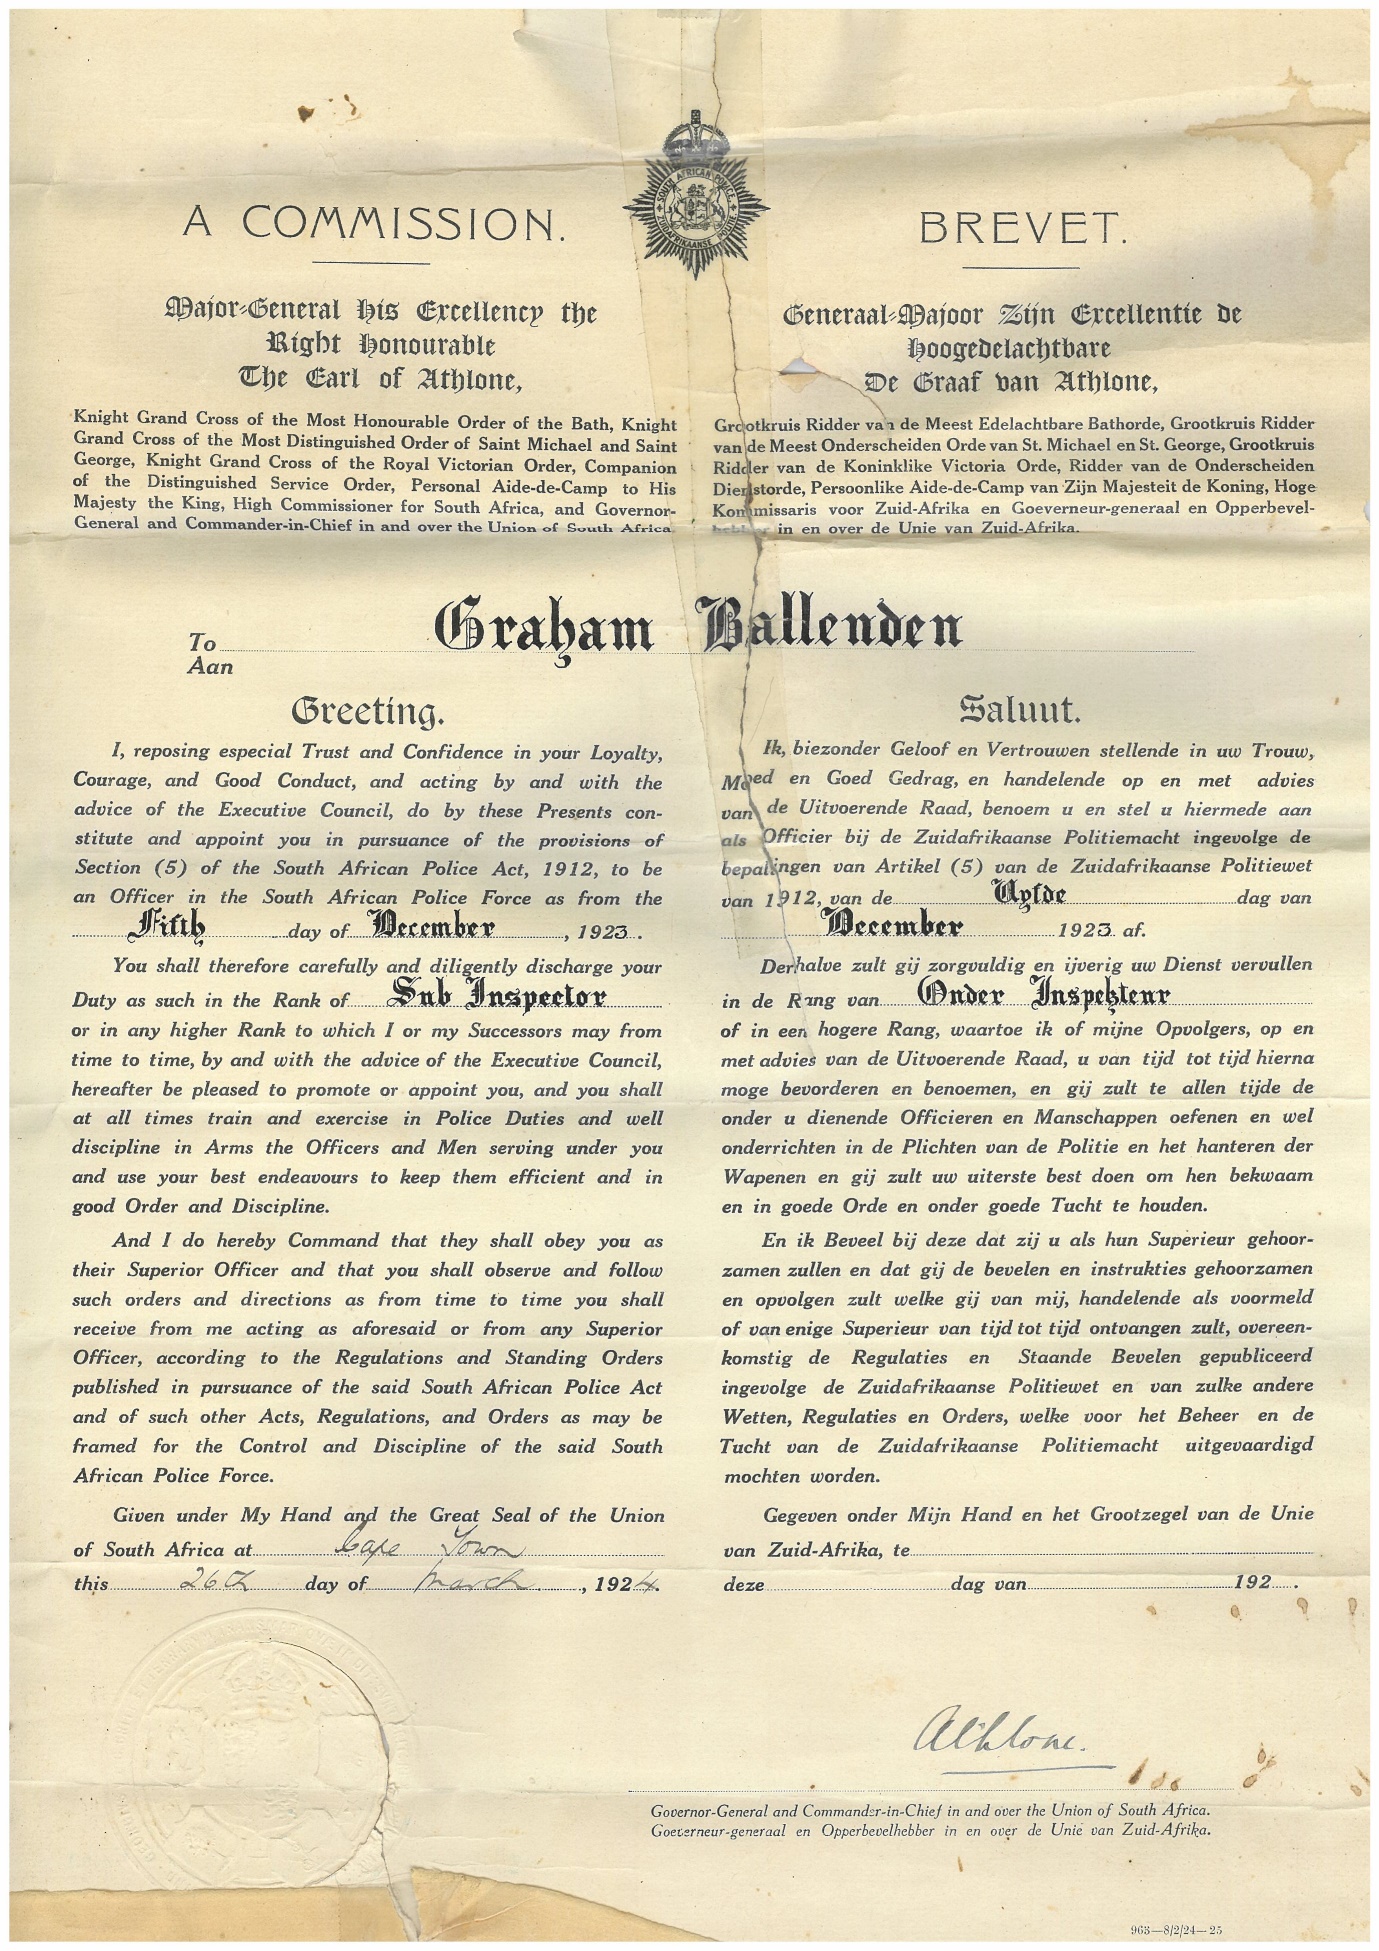 SOUTH AFRICAN POLICE
ZUIDAFRIKAANSE POLITIE
A COMMISSION.
Major-General His Excellency the
Right Honourable
The Earl of Athlone,
Knight Grand Cross of the Most Honourable Order of the Bath, Knight
Grand Cross of the Most Distinguished Order of Saint Michael and Saint
George, Knight Grand Cross of the Royal Victorian Order, Companion
of the Distinguished Service Order, Personal Aide-de-Camp to His
Majesty the King, High Commissioner for South Africa, and Governor-
General and Commander-in-Chief in and over the Union of South Africa.
BREVET.
Generaal-Majoor Zijn Excellentie de
Hoogedelachtbare
De Graaf van Athlone,
Grootkruis Ridder van de Meest Edelachtbare Bathorde, Grootkruis Ridder
van de Meest Onderscheiden Orde van St. Michael en St. George, Grootkruis
Ridder van de Koninklike Victoria Orde, Ridder van de Onderscheiden
Dienstorde, Persoonlike Aide-de-Camp van Zijn Majesteit de Koning, Hoge
Kommissaris voor Zuid-Afrika en Goeverneur-generaal en Opperbevel-
hebber in en over de Unie van Zuid-Afrika.
To Graham Ballenden
Aan
Greeting.
I, reposing especial Trust and Confidence in your Loyalty,
Courage, and Good Conduct, and acting by and with the
advice of the Executive Council, do by these Presents con-
stitute and appoint you in pursuance of the provisions of
Section (5) of the South African Police Act, 1912, to be
an Officer in the South African Police Force as from the
Fifth day of December, 1923.
You shall therefore carefully and diligently discharge your
Duty as such in the Rank of Sub Inspector
or in any higher Rank to which I or my Successors may from
time to time, by and with the advice of the Executive Council,
hereafter be pleased to promote or appoint you, and you shall
at all times train and exercise in Police Duties and well
discipline in Arms the Officers and Men serving under you
and use your best endeavours to keep them efficient and in
good Order and Discipline.
And I do hereby Command that they shall obey you as
their Superior Officer and that you shall observe and follow
such orders and directions as from time to time you shall
receive from me acting as aforesaid or from any Superior
Officer, according to the Regulations and Standing Orders
published in pursuance of the said South African Police Act
and of such other Acts, Regulations, and Orders as may be
framed for the Control and Discipline of the said South
African Police Force.
Given under My Hand and the Great Seal of the Union
of South Africa at Cape Town
this 26th day of March, 1924.
Saluut.
Ik, biezonder Geloof en Vertrouwen stellende in uw Trouw,
Moed en Goed Gedrag, en handelende op en met advies
van de Uitvoerende Raad, benoem u en stel u hiermede aan
als Officier bij de Zuidafrikaanse Politiemacht ingevolge de
bepalingen van Artikel (5) van de Zuidafrikaanse Politiewet
van 1912, van de Vyfde dag van
December 1923 af.
Derhalve zult gij zorgvuldig en ijverig uw Dienst vervullen
in de Rang van Onder Inspekteur
of in een hogere Rang, waartoe ik of mijne Opvolgers, op en
met advies van de Uitvoerende Raad, u van tijd tot tijd hierna
moge bevorderen en benoemen, en gij zult te allen tijde de
onder u dienende Officieren en Manschappen oefenen en wel
onderrichten in de Plichten van de Politie en het hanteren der
Wapenen en gij zult uw uiterste best doen om hen bekwaam
en in goede Orde en onder goede Tucht te houden.
En ik Beveel bij deze dat zij u als hun Superieur gehoor-
zamen zullen en dat gij de bevelen en instrukties gehoorzamen
en opvolgen zult welke gij van mij, handelende als voormeld
of van enige Superieur van tijd tot tijd ontvangen zult, overeen-
komstig de Regulaties en Staande Bevelen gepubliceerd
ingevolge de Zuidafrikaanse Politiewet en van zulke andere
Wetten, Regulaties en Orders, welke voor het Beheer en de
Tucht van de Zuidafrikaanse Politiemacht uitgevaardigd
mochten worden.
Gegeven onder Mijn Hand en het Grootzegel van de Unie
van Zuid-Afrika, te
deze dag van 192 .
Athlone.
Governor-General and Commander-in-Chief in and over the Union of South Africa.
Goeverneur-generaal en Opperbevelhebber in en over de Unie van Zuid-Afrika.
963—8/2/24—25